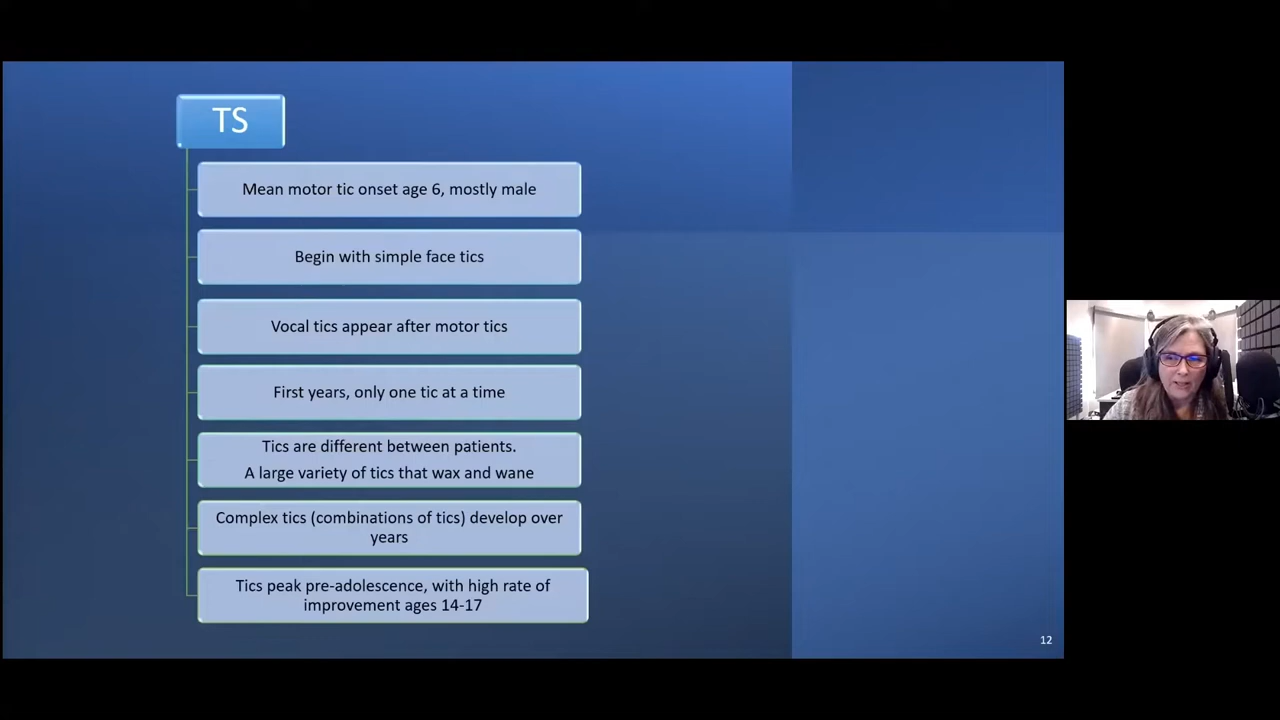 TS
Mean motor tic onset age 6, mostly male
Begin with simple face tics
Vocal tics appear after motor tics
First years, only one tic at a time
Tics are different between patients.
A large variety of tics that wax and wane
Complex tics (combinations of tics) develop over
years
Tics peak pre-adolescence, with high rate of
improvement ages 14-17
12